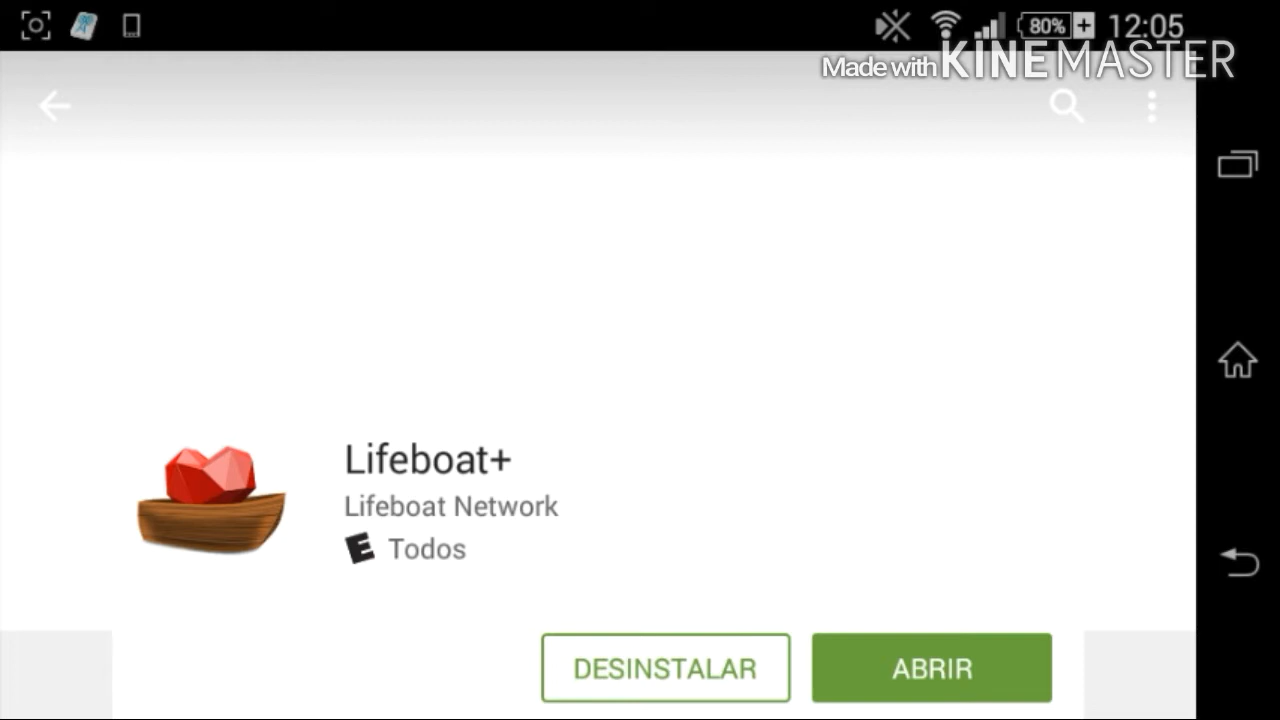 80% 12:05
Made with KINEMASTER
Lifeboat+
Lifeboat Network
E Todos
DESINSTALAR ABRIR